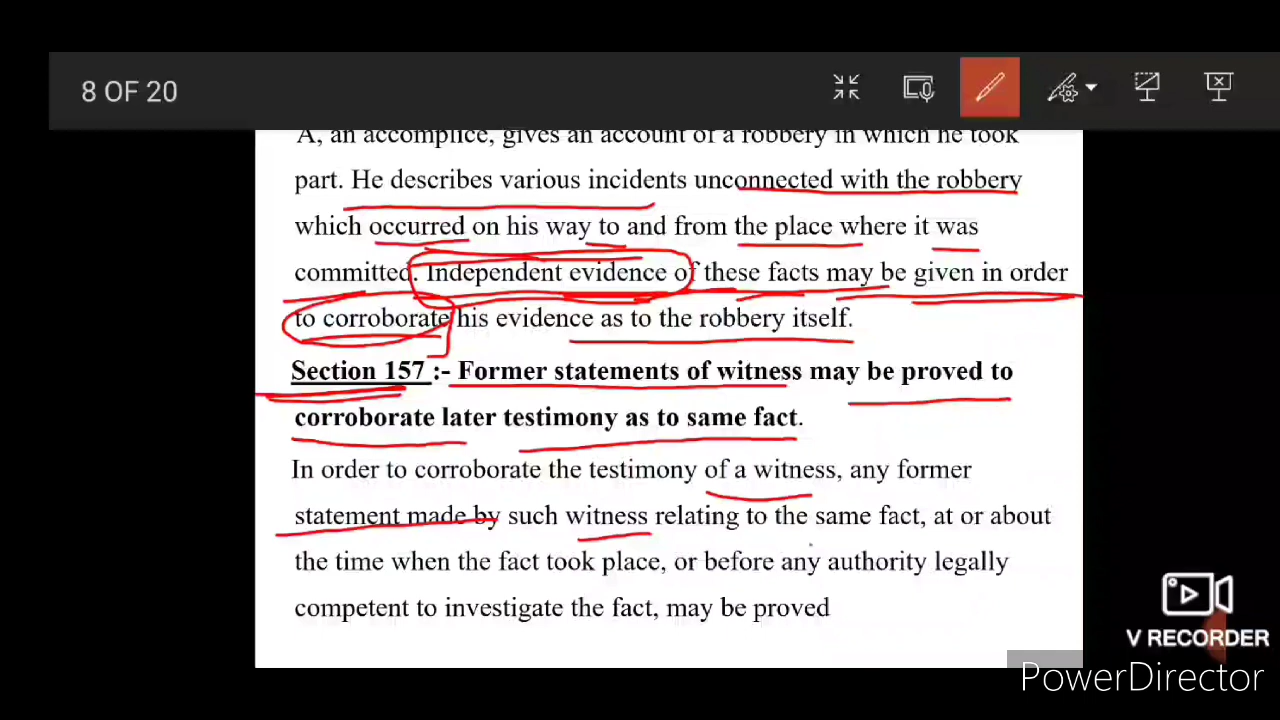 8 OF 20
A, an accomplice, gives an account of a robbery in which he took
part. He describes various incidents unconnected with the robbery
which occurred on his way to and from the place where it was
committed. Independent evidence of these facts may be given in order
to corroborate his evidence as to the robbery itself.
Section 157 :- Former statements of witness may be proved to
corroborate later testimony as to same fact.
In order to corroborate the testimony of a witness, any former
statement made by such witness relating to the same fact, at or about
the time when the fact took place, or before any authority legally
competent to investigate the fact, may be proved
V RECORDER
PowerDirector